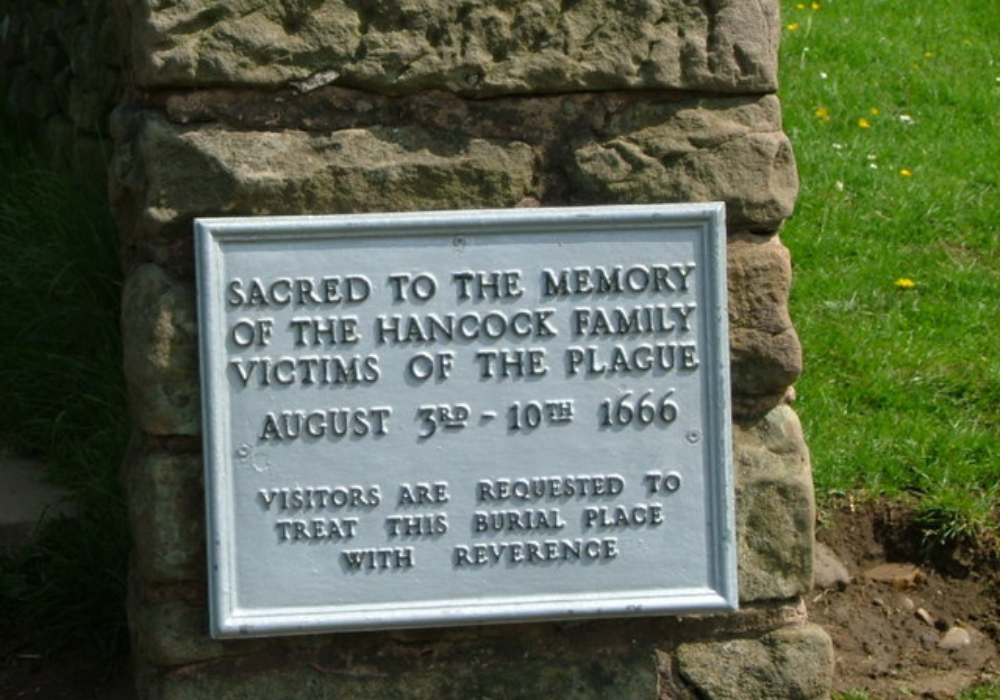 SACRED TO THE MEMORY
OF THE HANCOCK FAMILY
VICTIMS OF THE PLAGUE
AUGUST 3RD - 10TH 1666
VISITORS ARE REQUESTED TO
TREAT THIS BURIAL PLACE
WITH REVERENCE